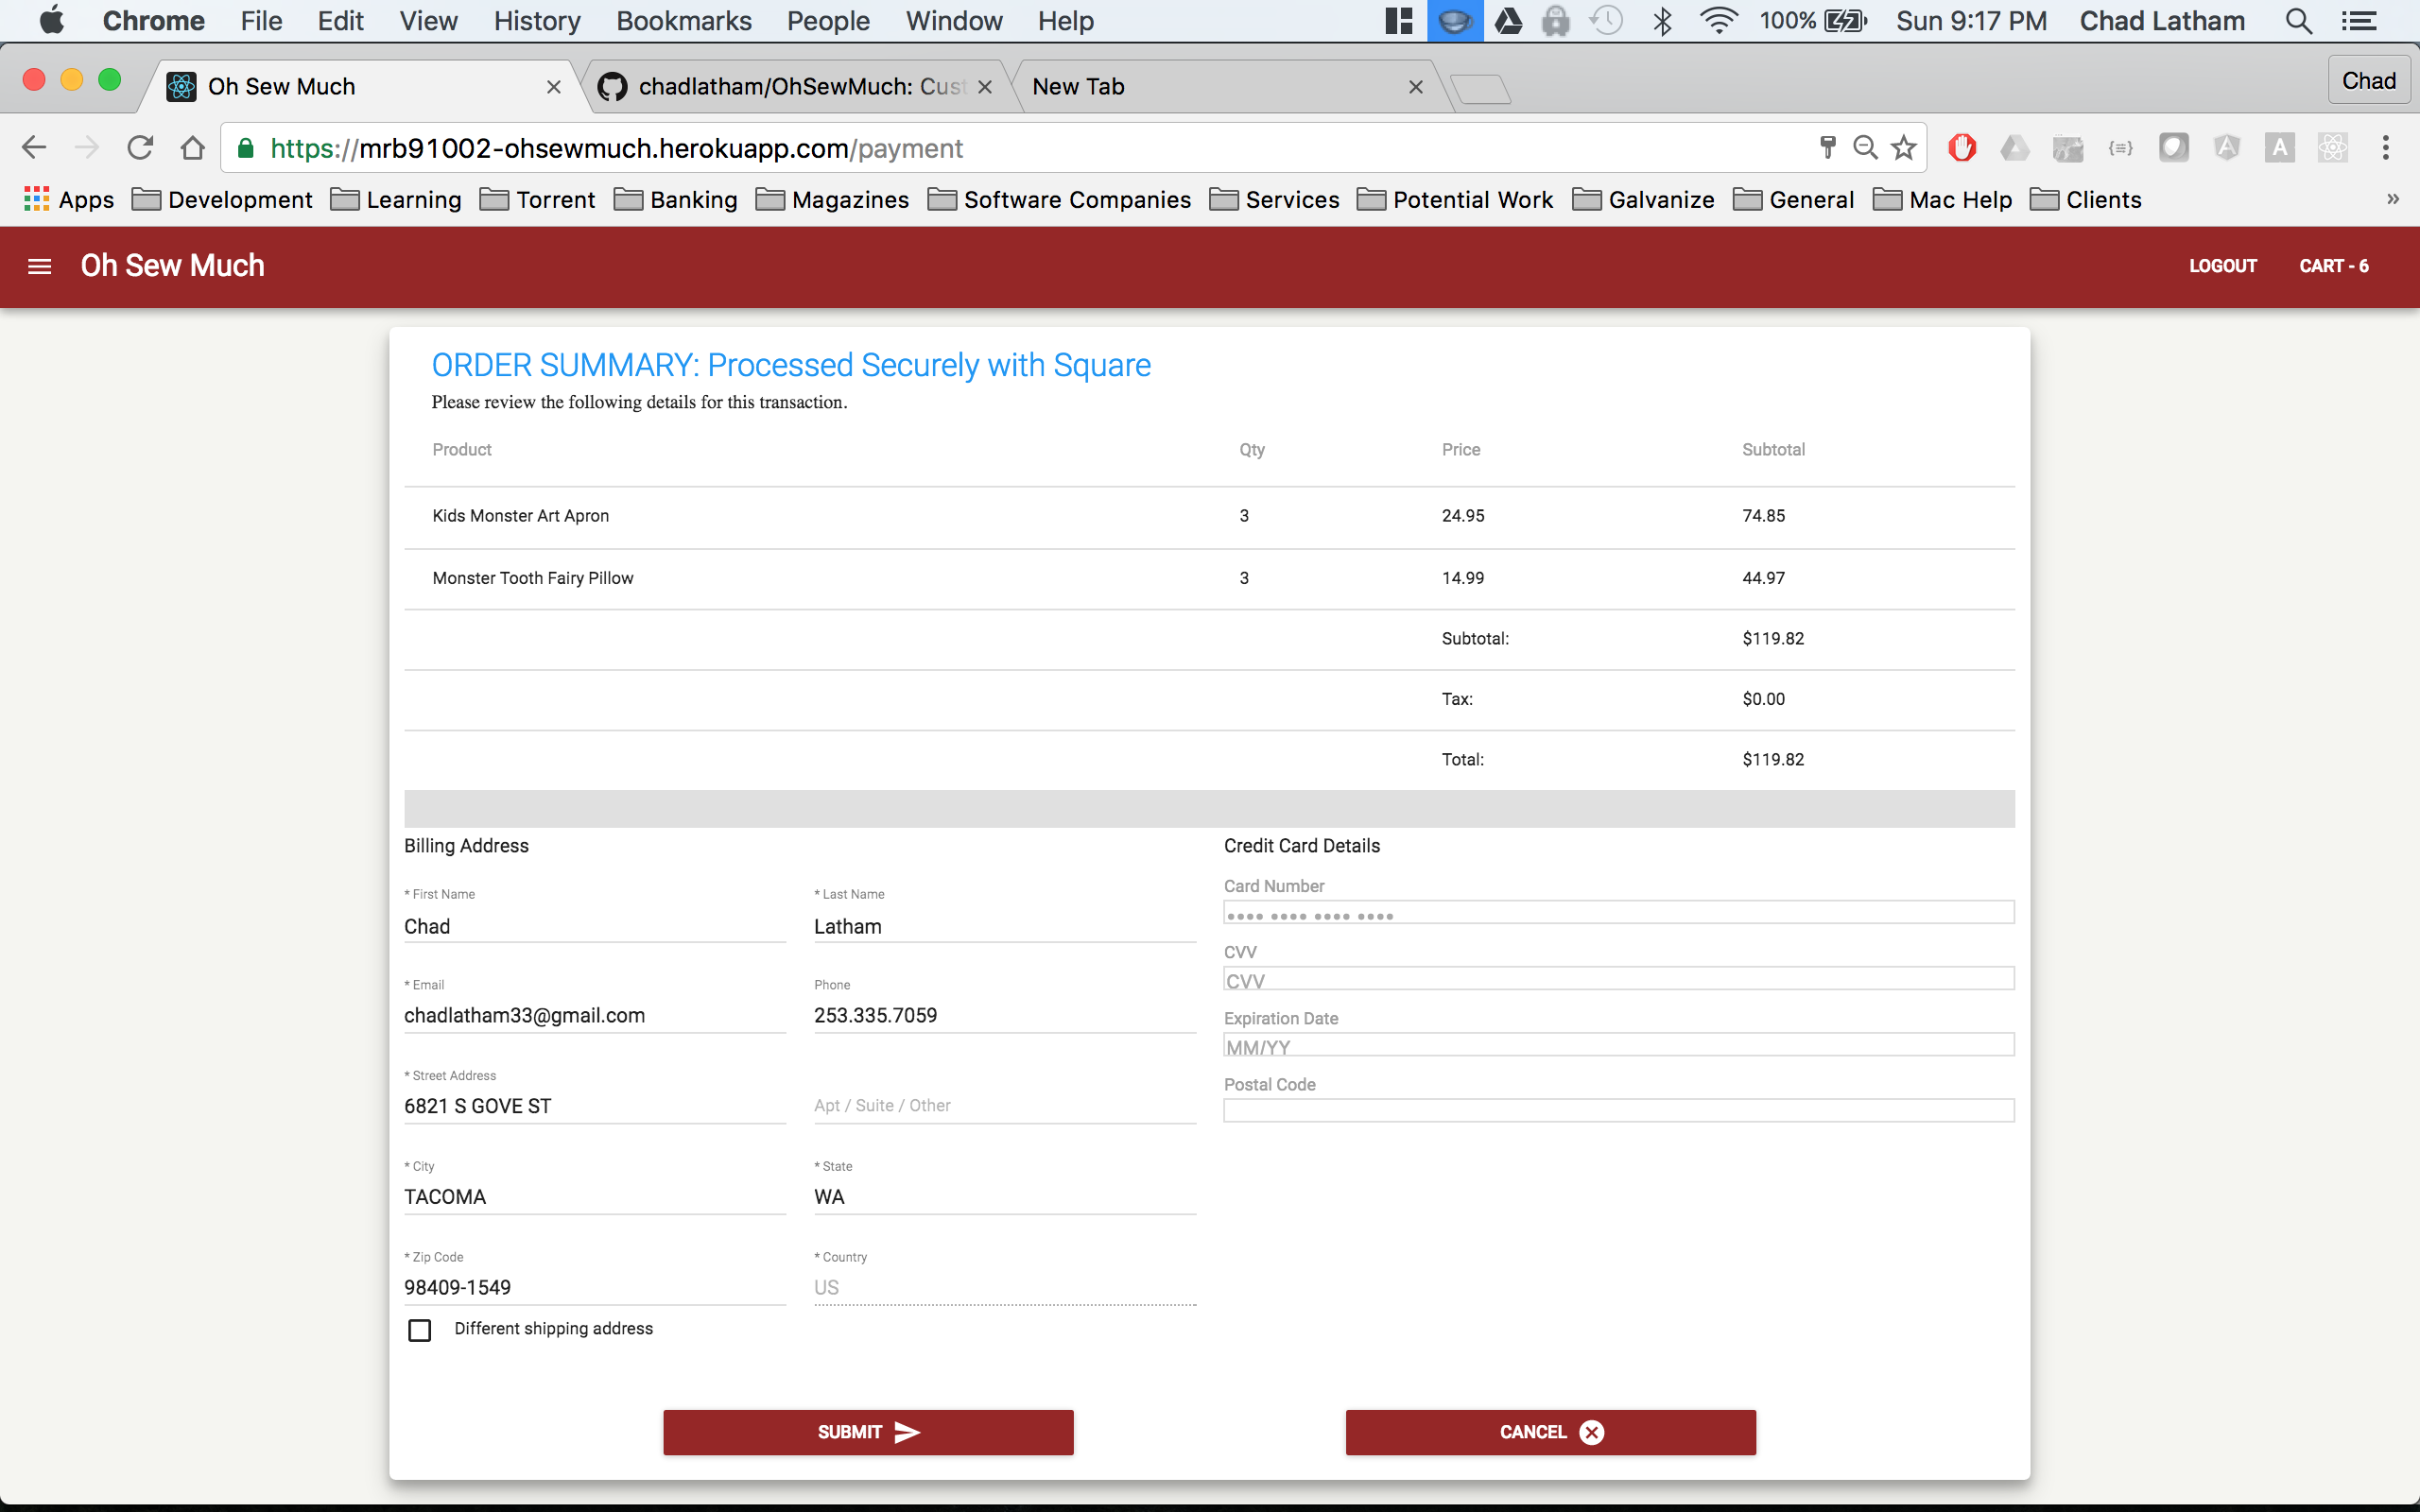 Chrome File Edit View History Bookmarks People Window Help 100% Sun 9:17 PM Chad Latham
Oh Sew Much chadlatham/OhSewMuch: Cust New Tab Chad
https://mrb91002-ohsewmuch.herokuapp.com/payment
Apps Development Learning Torrent Banking Magazines Software Companies Services Potential Work Galvanize General Mac Help Clients »
Oh Sew Much LOGOUT CART - 6
ORDER SUMMARY: Processed Securely with Square
Please review the following details for this transaction.
Product Qty Price Subtotal
Kids Monster Art Apron 3 24.95 74.85
Monster Tooth Fairy Pillow 3 14.99 44.97
Subtotal: $119.82
Tax: $0.00
Total: $119.82
Billing Address Credit Card Details
* First Name * Last Name Card Number
Chad Latham •••• •••• •••• ••••
CVV
* Email Phone CVV
chadlatham33@gmail.com 253.335.7059 Expiration Date
MM/YY
* Street Address Postal Code
6821 S GOVE ST Apt / Suite / Other
* City * State
TACOMA WA
* Zip Code * Country
98409-1549 US
Different shipping address
SUBMIT CANCEL